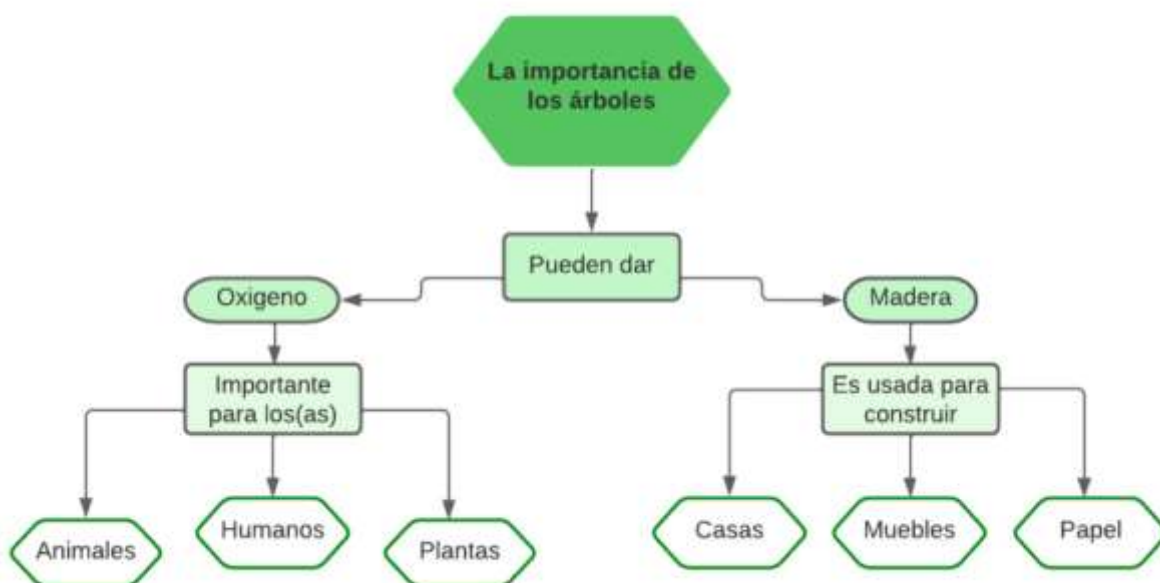 La importancia de
los árboles
Pueden dar
Oxigeno
Madera
Importante
para los(as)
Es usada para
construir
Animales
Humanos
Plantas
Casas
Muebles
Papel